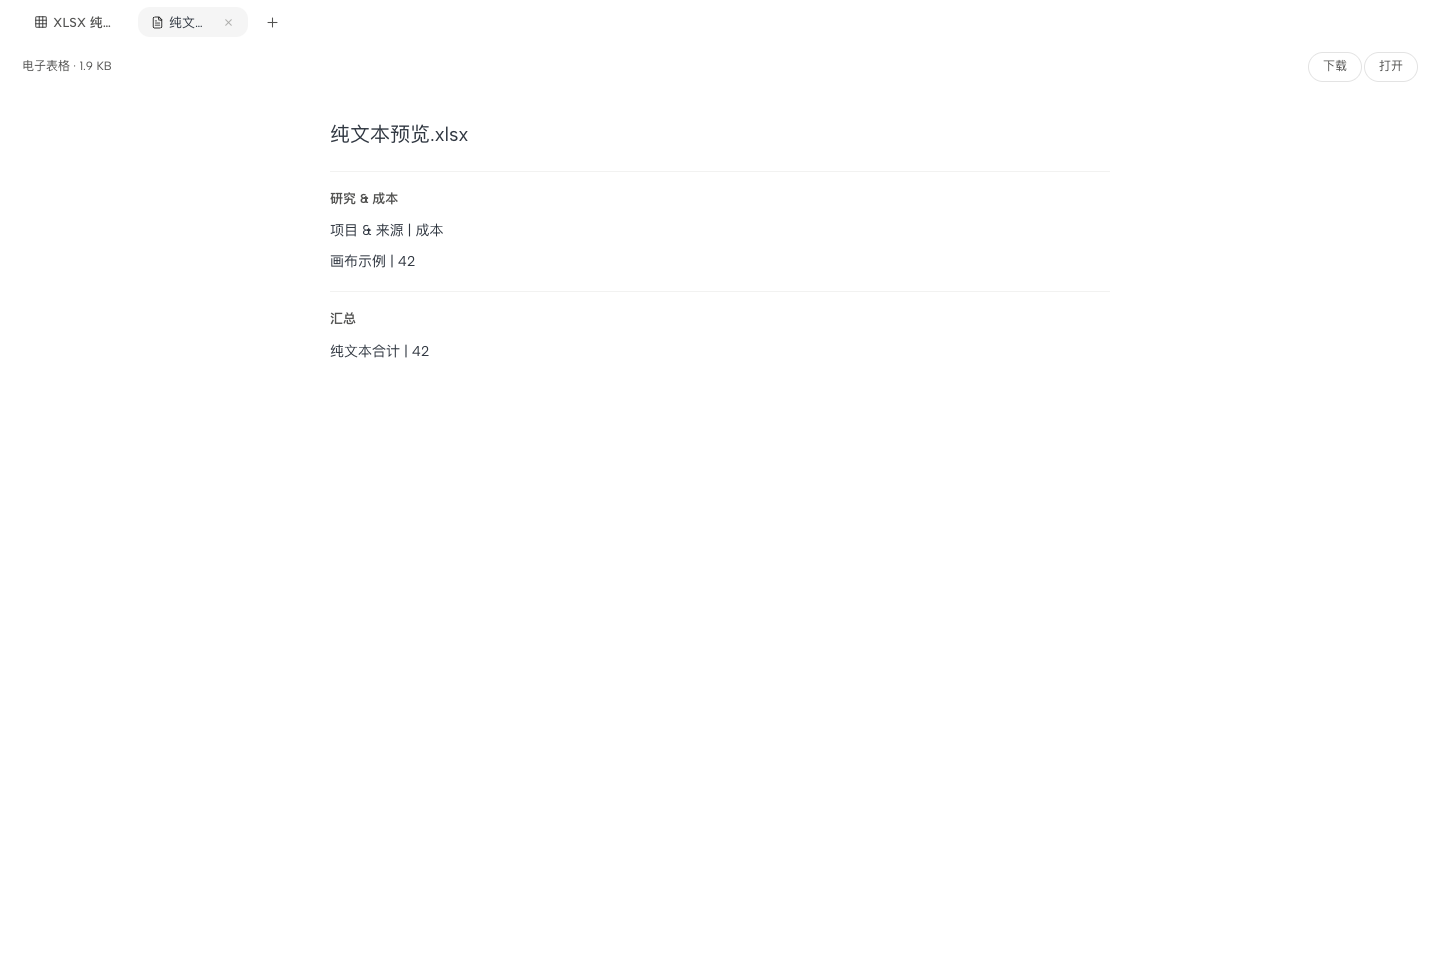 XLSX 纯...
纯文...
电子表格 · 1.9 KB
下载
打开
纯文本预览.xlsx
研究 & 成本
项目 & 来源 | 成本
画布示例 | 42
汇总
纯文本合计 | 42